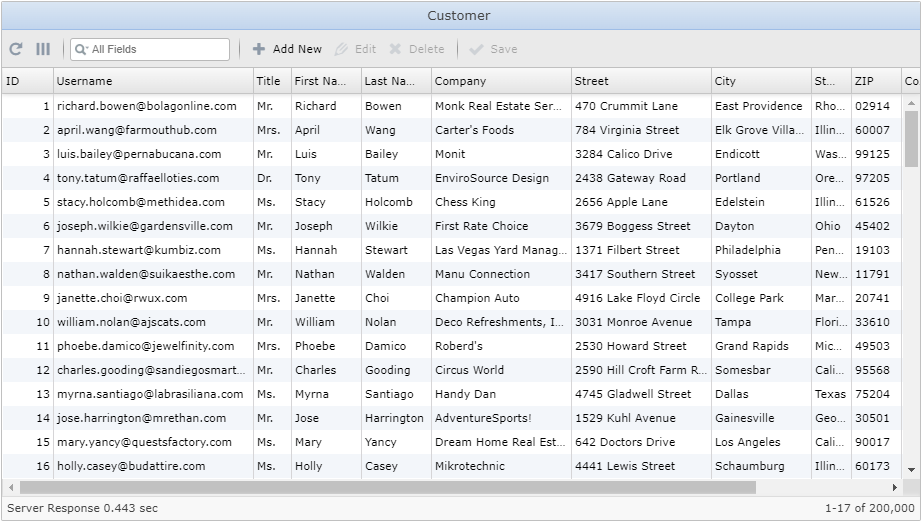 Customer
All Fields Add New Edit Delete Save
ID Username Title First Na... Last Na... Company Street City St... ZIP Co
1 richard.bowen@bolagonline.com Mr. Richard Bowen Monk Real Estate Ser... 470 Crummit Lane East Providence Rho... 02914
2 april.wang@farmouthub.com Mrs. April Wang Carter's Foods 784 Virginia Street Elk Grove Villa... Illin... 60007
3 luis.bailey@pernabucana.com Mr. Luis Bailey Monit 3284 Calico Drive Endicott Was... 99125
4 tony.tatum@raffaelloties.com Dr. Tony Tatum EnviroSource Design 2438 Gateway Road Portland Ore... 97205
5 stacy.holcomb@methidea.com Ms. Stacy Holcomb Chess King 2656 Apple Lane Edelstein Illin... 61526
6 joseph.wilkie@gardensville.com Mr. Joseph Wilkie First Rate Choice 3679 Boggess Street Dayton Ohio 45402
7 hannah.stewart@kumbiz.com Ms. Hannah Stewart Las Vegas Yard Manag... 1371 Filbert Street Philadelphia Pen... 19103
8 nathan.walden@suikaesthe.com Mr. Nathan Walden Manu Connection 3417 Southern Street Syosset New... 11791
9 janette.choi@rwux.com Mrs. Janette Choi Champion Auto 4916 Lake Floyd Circle College Park Mar... 20741
10 william.nolan@ajscats.com Mr. William Nolan Deco Refreshments, I... 3031 Monroe Avenue Tampa Flori... 33610
11 phoebe.damico@jewelfinity.com Mrs. Phoebe Damico Roberd's 2530 Howard Street Grand Rapids Mic... 49503
12 charles.gooding@sandiegosmart... Mr. Charles Gooding Circus World 2590 Hill Croft Farm R... Somesbar Cali... 95568
13 myrna.santiago@labrasiliana.com Ms. Myrna Santiago Handy Dan 4745 Gladwell Street Dallas Texas 75204
14 jose.harrington@mrethan.com Mr. Jose Harrington AdventureSports! 1529 Kuhl Avenue Gainesville Geo... 30501
15 mary.yancy@questsfactory.com Ms. Mary Yancy Dream Home Real Est... 642 Doctors Drive Los Angeles Cali... 90017
16 holly.casey@budattire.com Ms. Holly Casey Mikrotechnic 4441 Lewis Street Schaumburg Illin... 60173
Server Response 0.443 sec 1-17 of 200,000